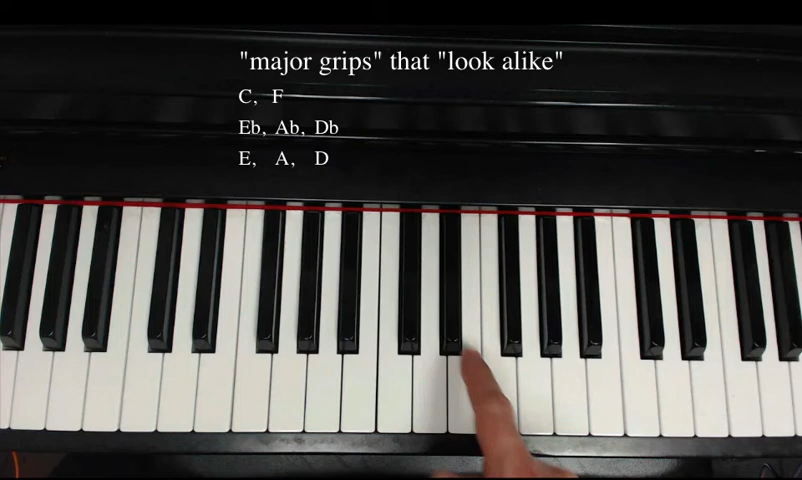 "major grips" that "look alike"
C, F
Eb, Ab, Db
E, A, D